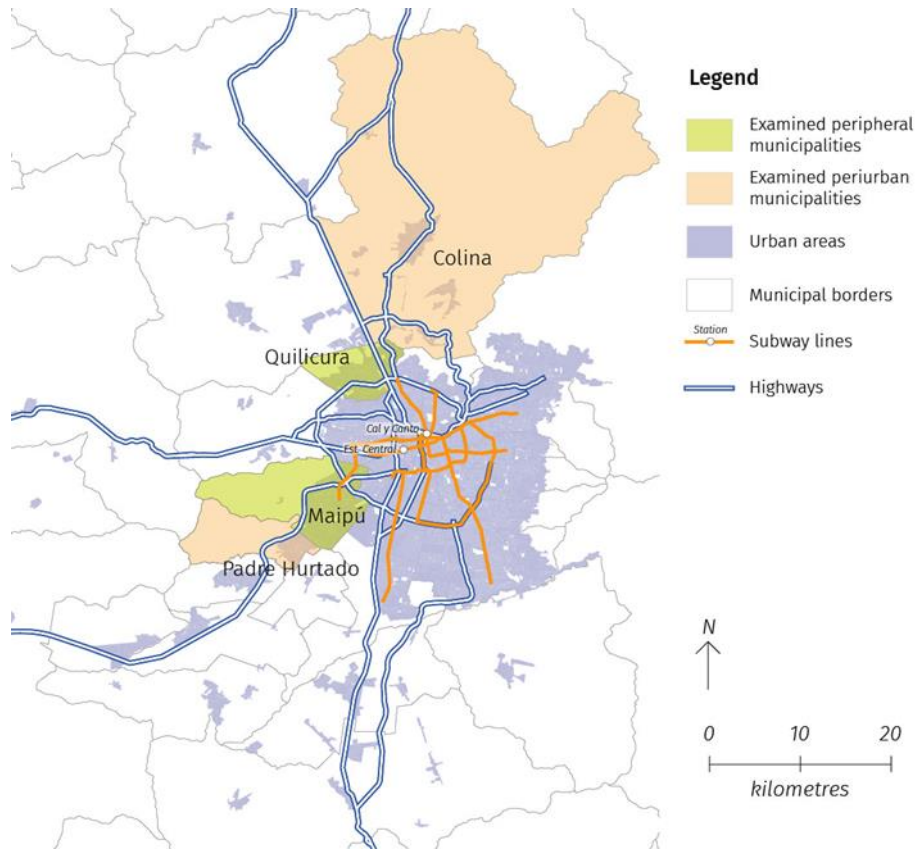 Colina
Quilicura
Cal y Canto
Est. Central
Maipú
Padre Hurtado
Legend
Examined peripheral
municipalities
Examined periurban
municipalities
Urban areas
Municipal borders
Station
Subway lines
Highways
N
0 10 20
kilometres